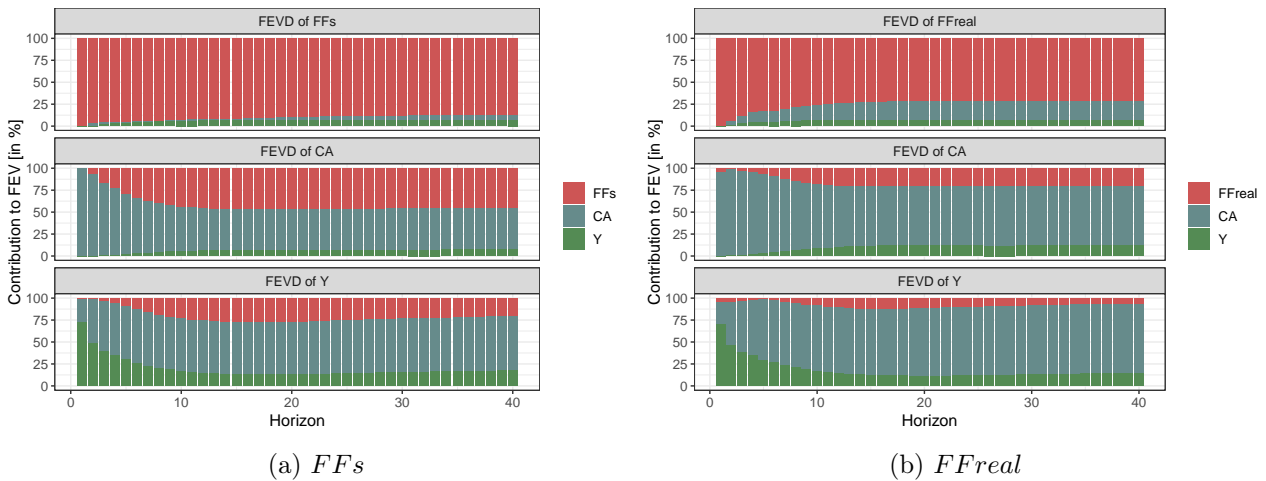 FEVD of FFs
100
75
50
25
0
FEVD of CA
100
75
50
25
0
FEVD of Y
100
75
50
25
0
0 10 20 30 40
Horizon
Contribution to FEV [in %]
FFs
CA
Y
(a) FFs
FEVD of FFreal
100
75
50
25
0
FEVD of CA
100
75
50
25
0
FEVD of Y
100
75
50
25
0
0 10 20 30 40
Horizon
Contribution to FEV [in %]
FFreal
CA
Y
(b) FFreal